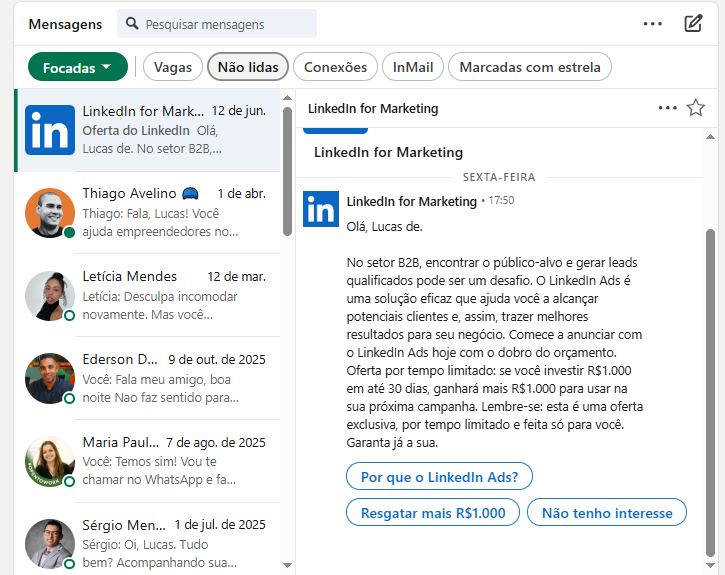 Mensagens
Pesquisar mensagens
Focadas
Vagas
Não lidas
Conexões
InMail
Marcadas com estrela
LinkedIn for Mark... 12 de jun.
Oferta do LinkedIn Olá,
Lucas de. No setor B2B,...
Thiago Avelino 1 de abr.
Thiago: Fala, Lucas! Você
ajuda empreendedores no...
Letícia Mendes 12 de mar.
Letícia: Desculpa incomodar
novamente. Mas você...
Ederson D... 9 de out. de 2025
Você: Fala meu amigo, boa
noite Nao faz sentido para...
Maria Paul... 7 de ago. de 2025
Você: Temos sim! Vou te
chamar no WhatsApp e fa...
#OPENTOWORK
Sérgio Men... 1 de jul. de 2025
Sérgio: Oi, Lucas. Tudo
bem? Acompanhando sua...
LinkedIn for Marketing
LinkedIn for Marketing
SEXTA-FEIRA
in
in
LinkedIn for Marketing • 17:50
Olá, Lucas de.
No setor B2B, encontrar o público-alvo e gerar leads
qualificados pode ser um desafio. O LinkedIn Ads é
uma solução eficaz que ajuda você a alcançar
potenciais clientes e, assim, trazer melhores
resultados para seu negócio. Comece a anunciar com
o LinkedIn Ads hoje com o dobro do orçamento.
Oferta por tempo limitado: se você investir R$1.000
em até 30 dias, ganhará mais R$1.000 para usar na
sua próxima campanha. Lembre-se: esta é uma oferta
exclusiva, por tempo limitado e feita só para você.
Garanta já a sua.
Por que o LinkedIn Ads?
Resgatar mais R$1.000
Não tenho interesse